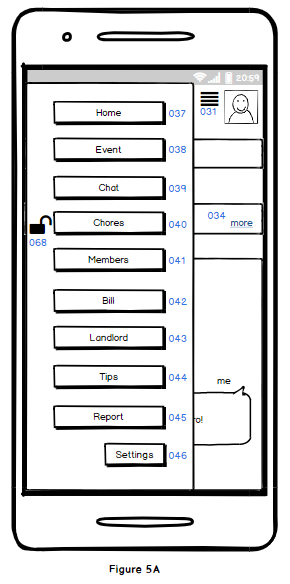 20:59
Home 037
031
Event 038
Chat 039
Chores 040
034
more
068
Members 041
Bill 042
Landlord 043
Tips 044
me
Report 045
ro!
Settings 046
Figure 5A